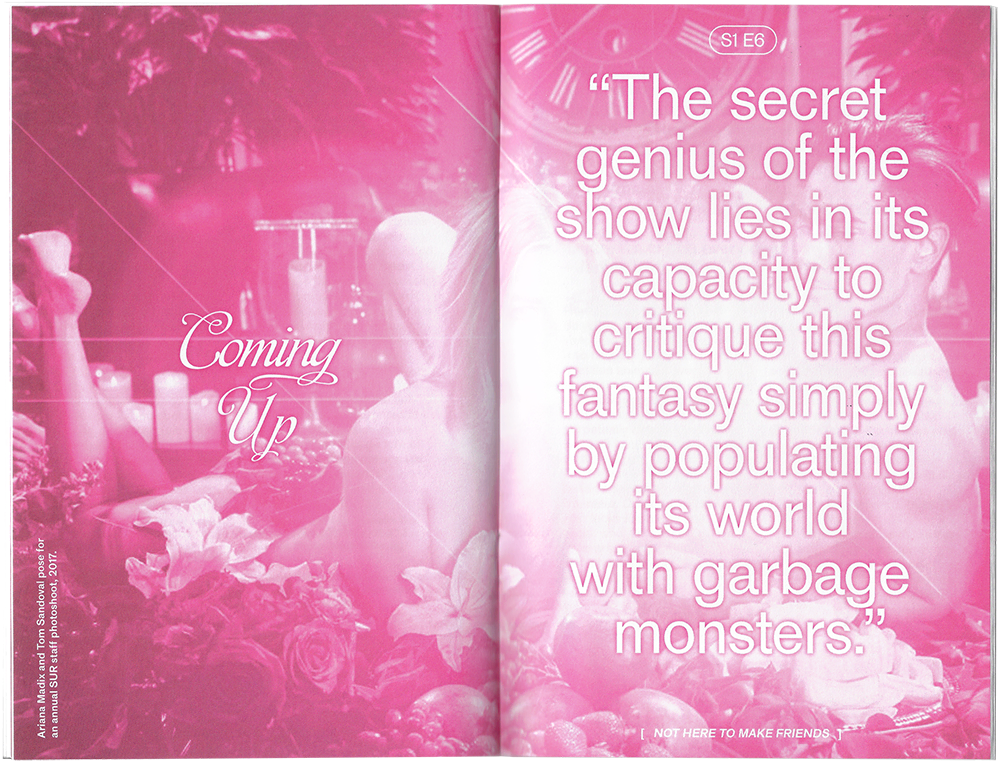 Coming
Up
Ariana Madix and Tom Sandoval pose for
an annual SUR staff photoshoot, 2017.
S1 E6
“The secret
genius of the
show lies in its
capacity to
critique this
fantasy simply
by populating
its world
with garbage
monsters.”
[ NOT HERE TO MAKE FRIENDS ]